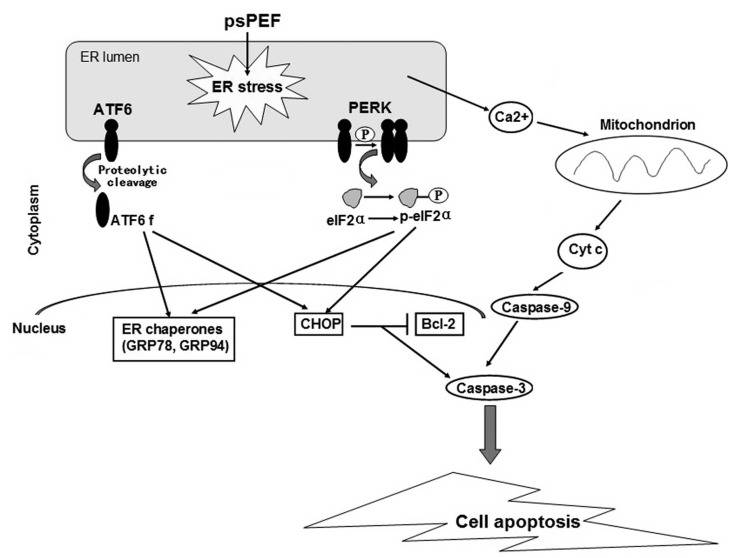 psPEF
ER lumen
ER stress
ATF6
PERK
P
Ca2+
Mitochondrion
Proteolytic
cleavage
P
ATF6 f
eIF2α
p-eIF2α
Cytoplasm
Cyt c
Caspase-9
Nucleus
ER chaperones
(GRP78, GRP94)
CHOP
Bcl-2
Caspase-3
Cell apoptosis